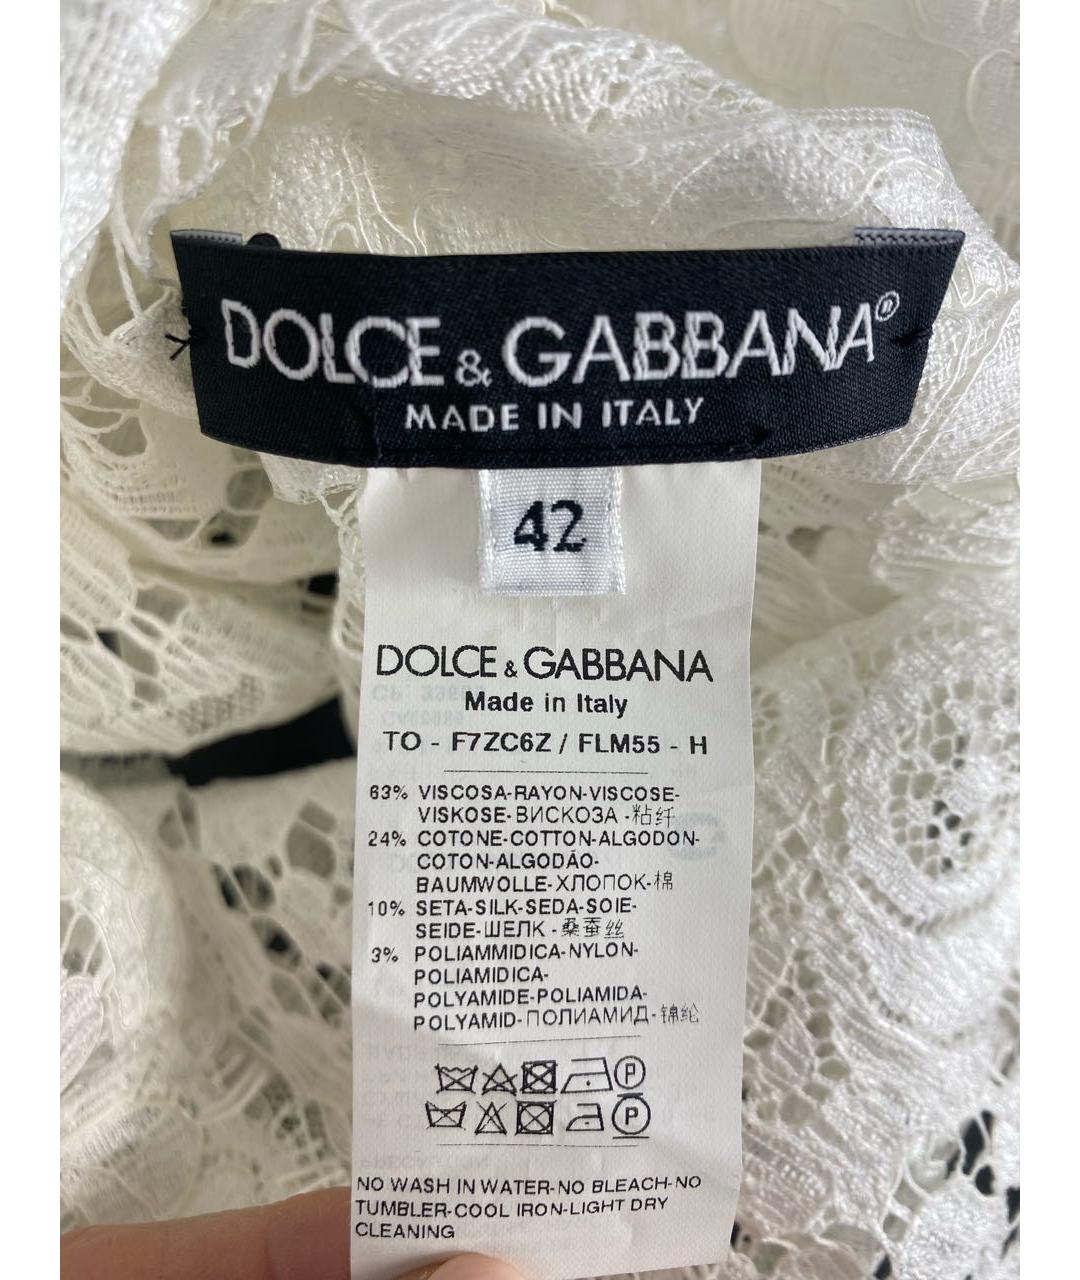 DOLCE & GABBANA®
MADE IN ITALY
42
DOLCE & GABBANA
Made in Italy
TO - F7ZC6Z / FLM55 - H
63% VISCOSA-RAYON-VISCOSE-
VISKOSE-ВИСКОЗА -粘纤
24% COTONE-COTTON-ALGODON-
COTON-ALGODÃO-
BAUMWOLLE-ХЛОПОК-棉
10% SETA-SILK-SEDA-SOIE-
SEIDE-ШЕЛК -桑蚕丝
3% POLIAMMIDICA-NYLON-
POLIAMIDICA-
POLYAMIDE-POLIAMIDA-
POLYAMID-ПОЛИАМИД-锦纶
P
P
NO WASH IN WATER-NO BLEACH-NO
TUMBLER-COOL IRON-LIGHT DRY
CLEANING